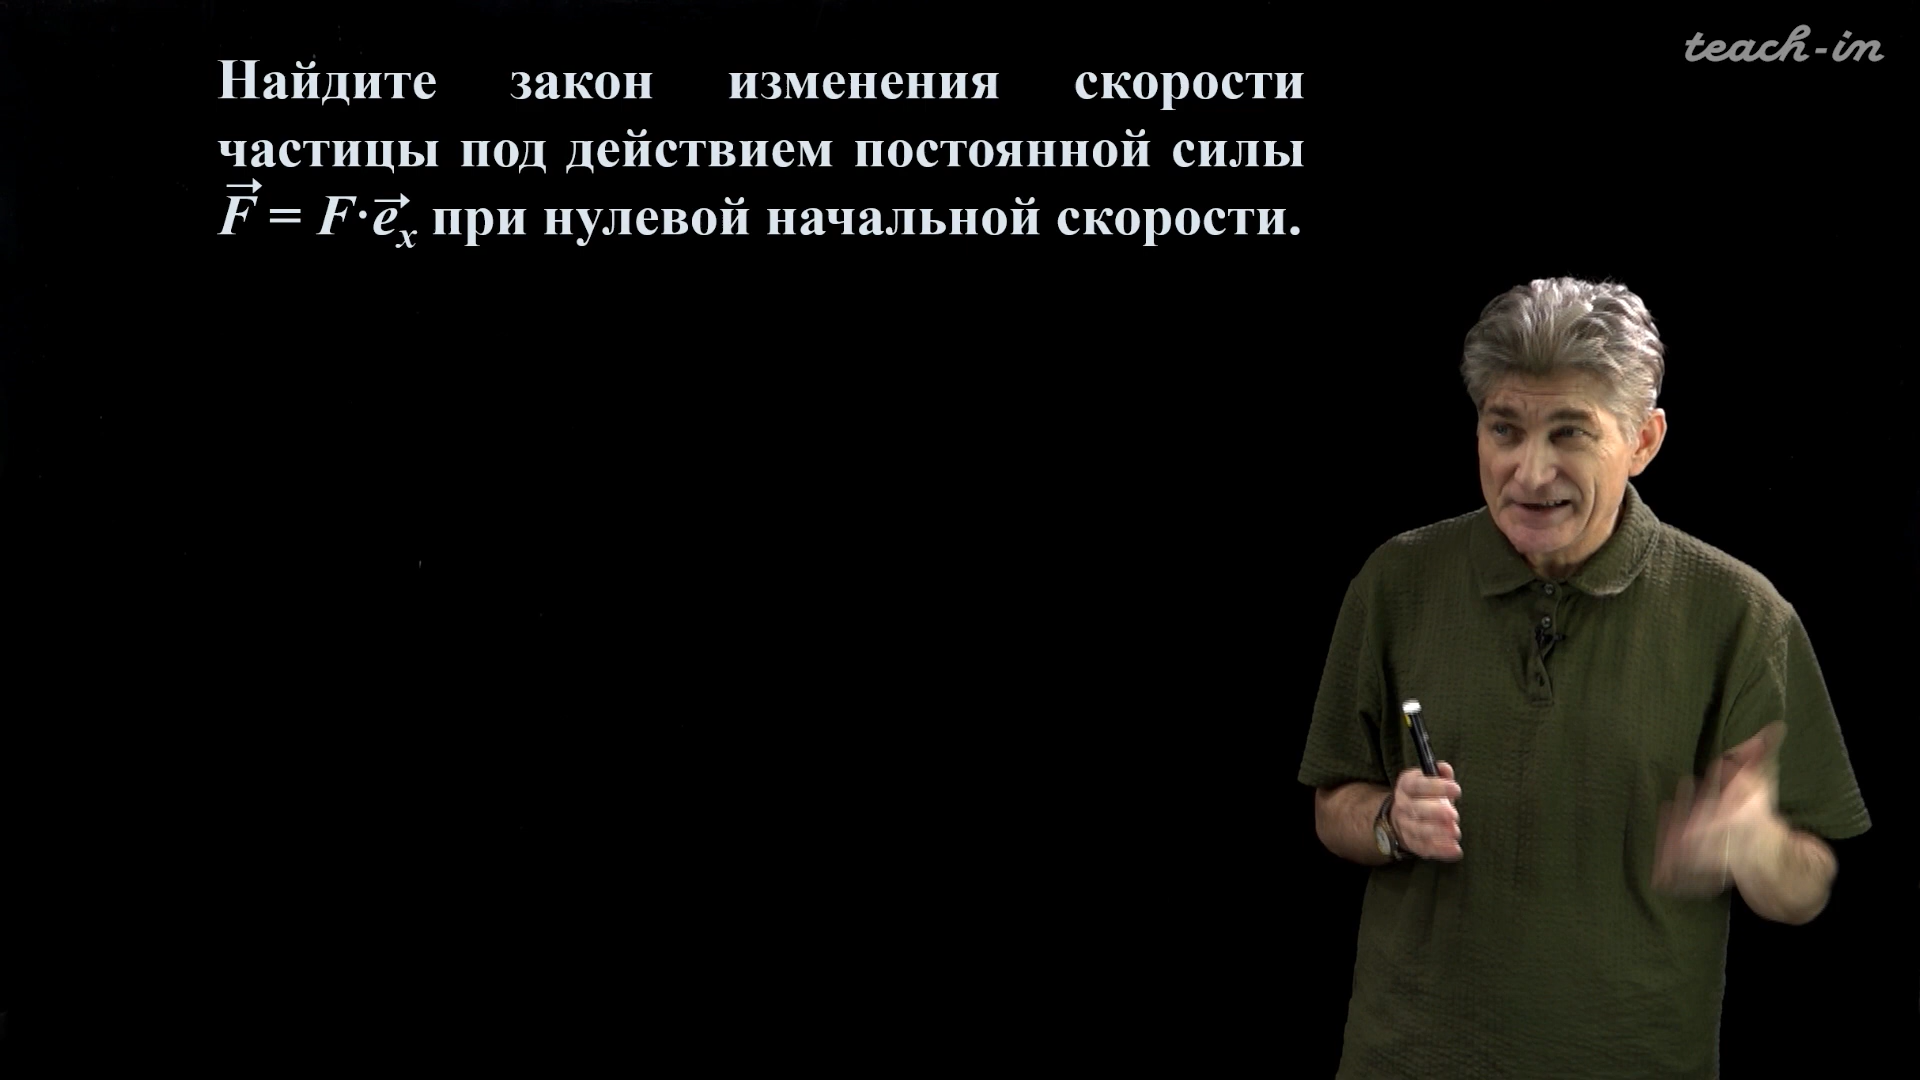 teach-in
Найдите закон изменения скорости
частицы под действием постоянной силы
F⃗ = F·e⃗ₓ при нулевой начальной скорости.